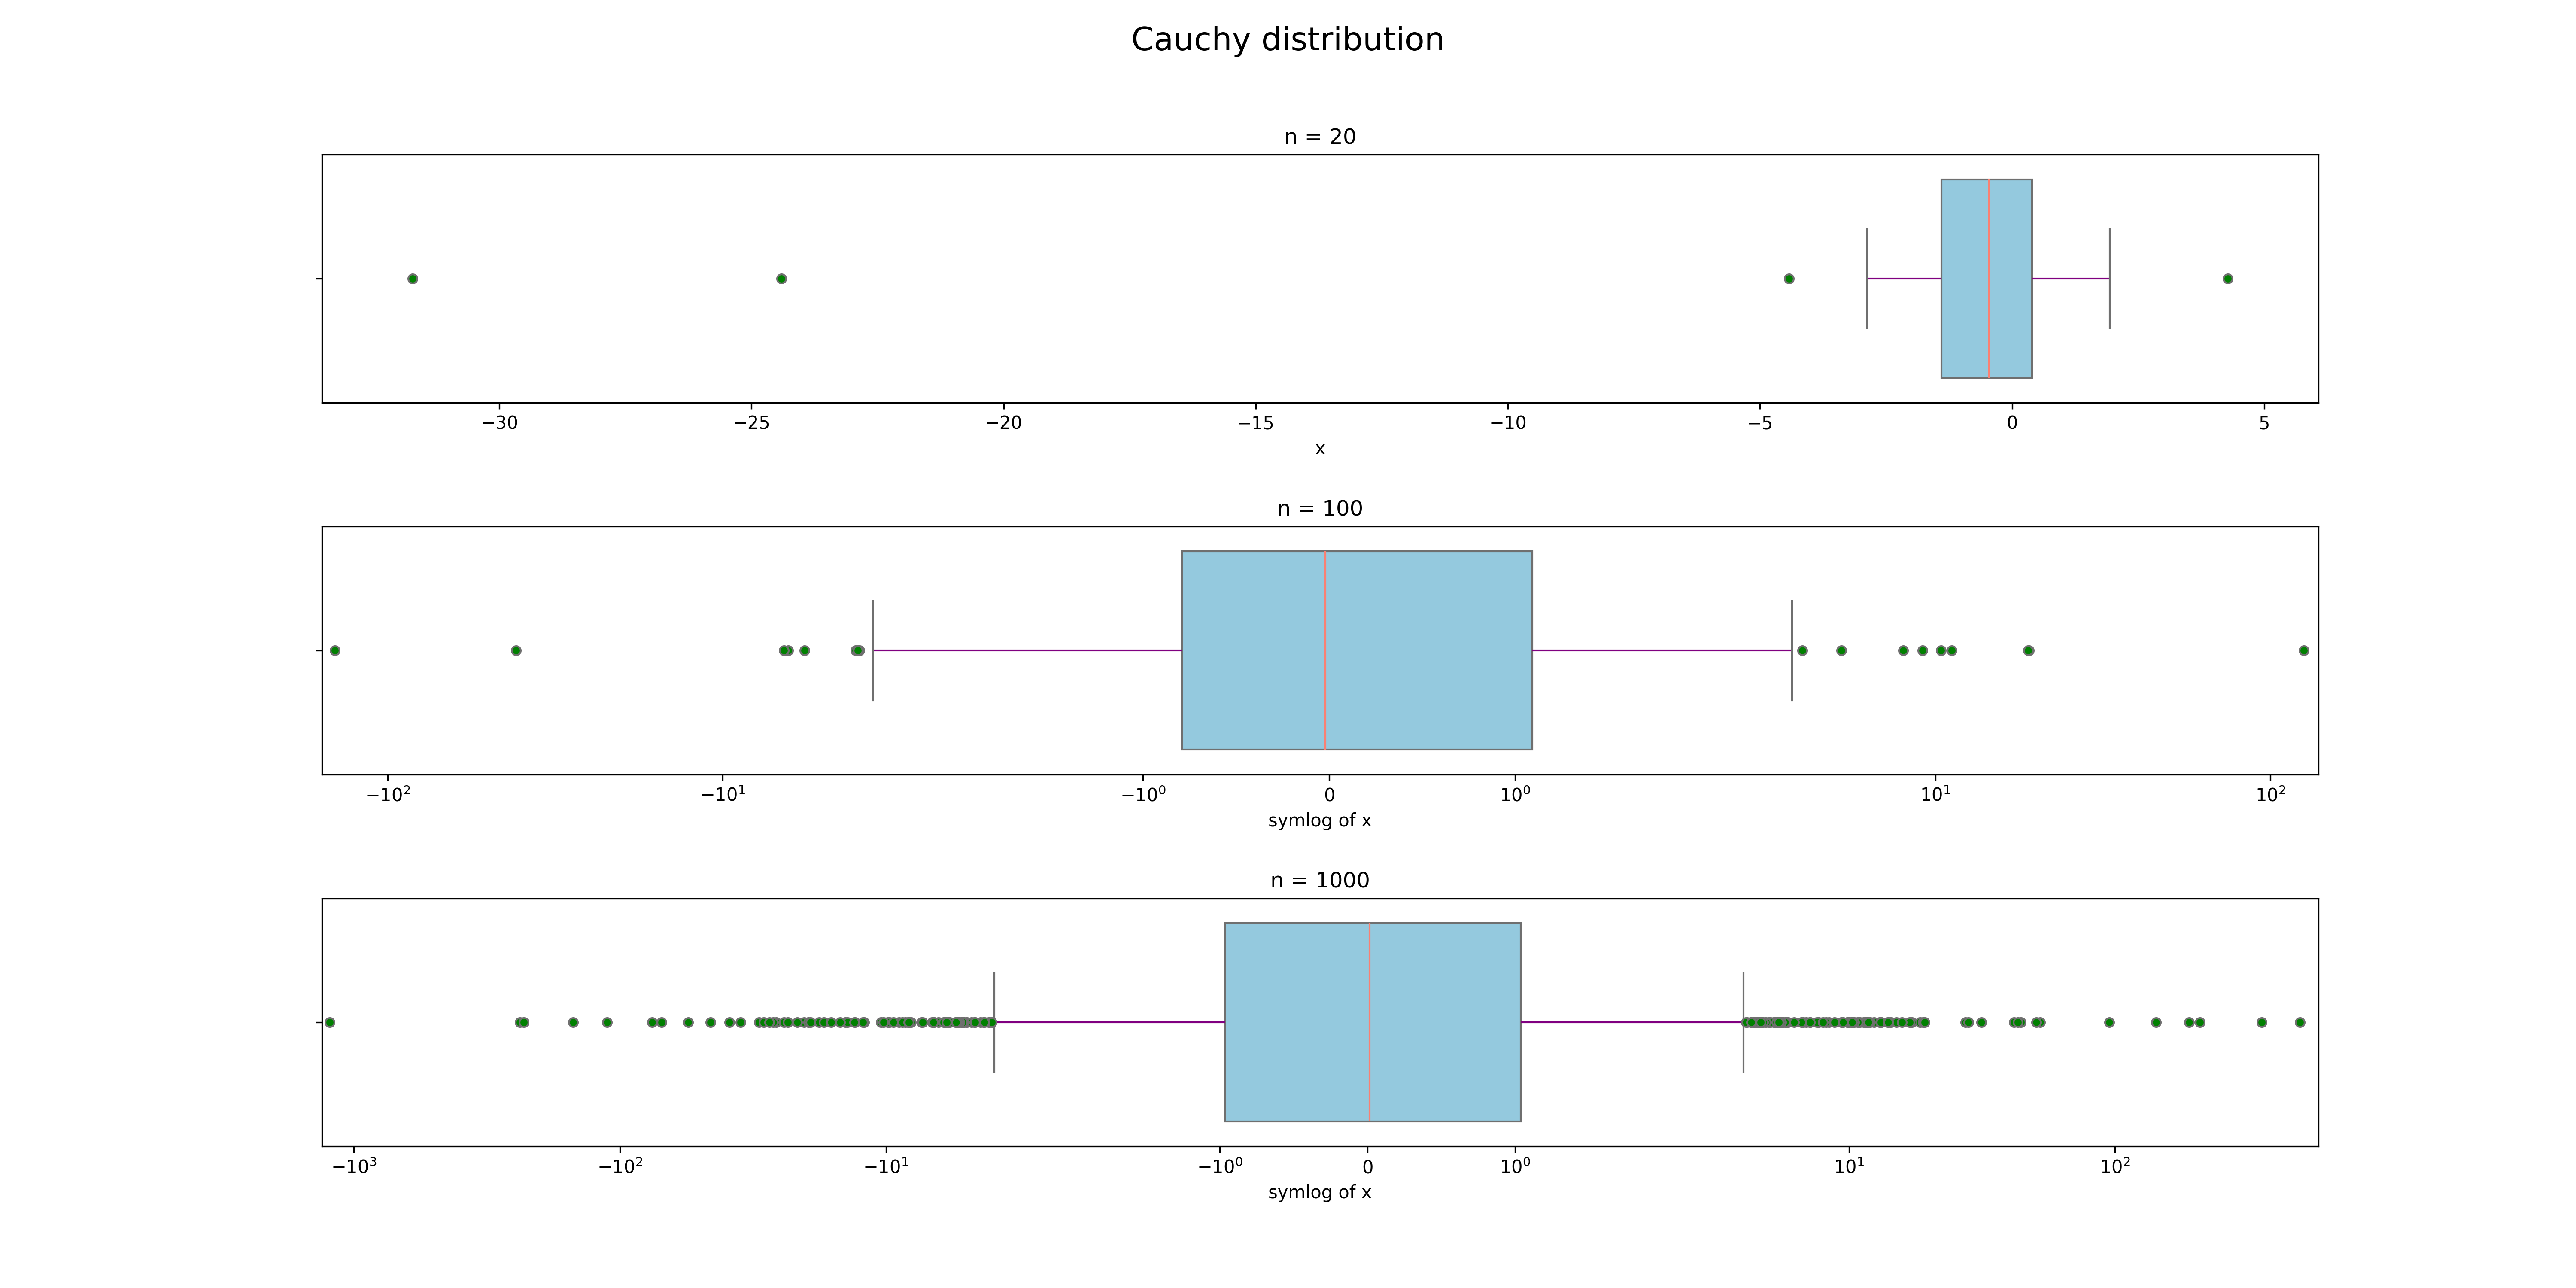 Cauchy distribution
n = 20
−30 −25 −20 −15 −10 −5 0 5
x
n = 100
−10² −10¹ −10⁰ 0 10⁰ 10¹ 10²
symlog of x
n = 1000
−10³ −10² −10¹ −10⁰ 0 10⁰ 10¹ 10²
symlog of x